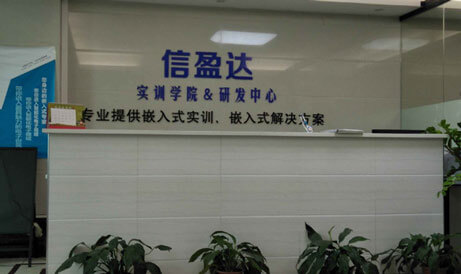 信盈达
实训学院&研发中心
专业提供嵌入式实训、嵌入式解决方案